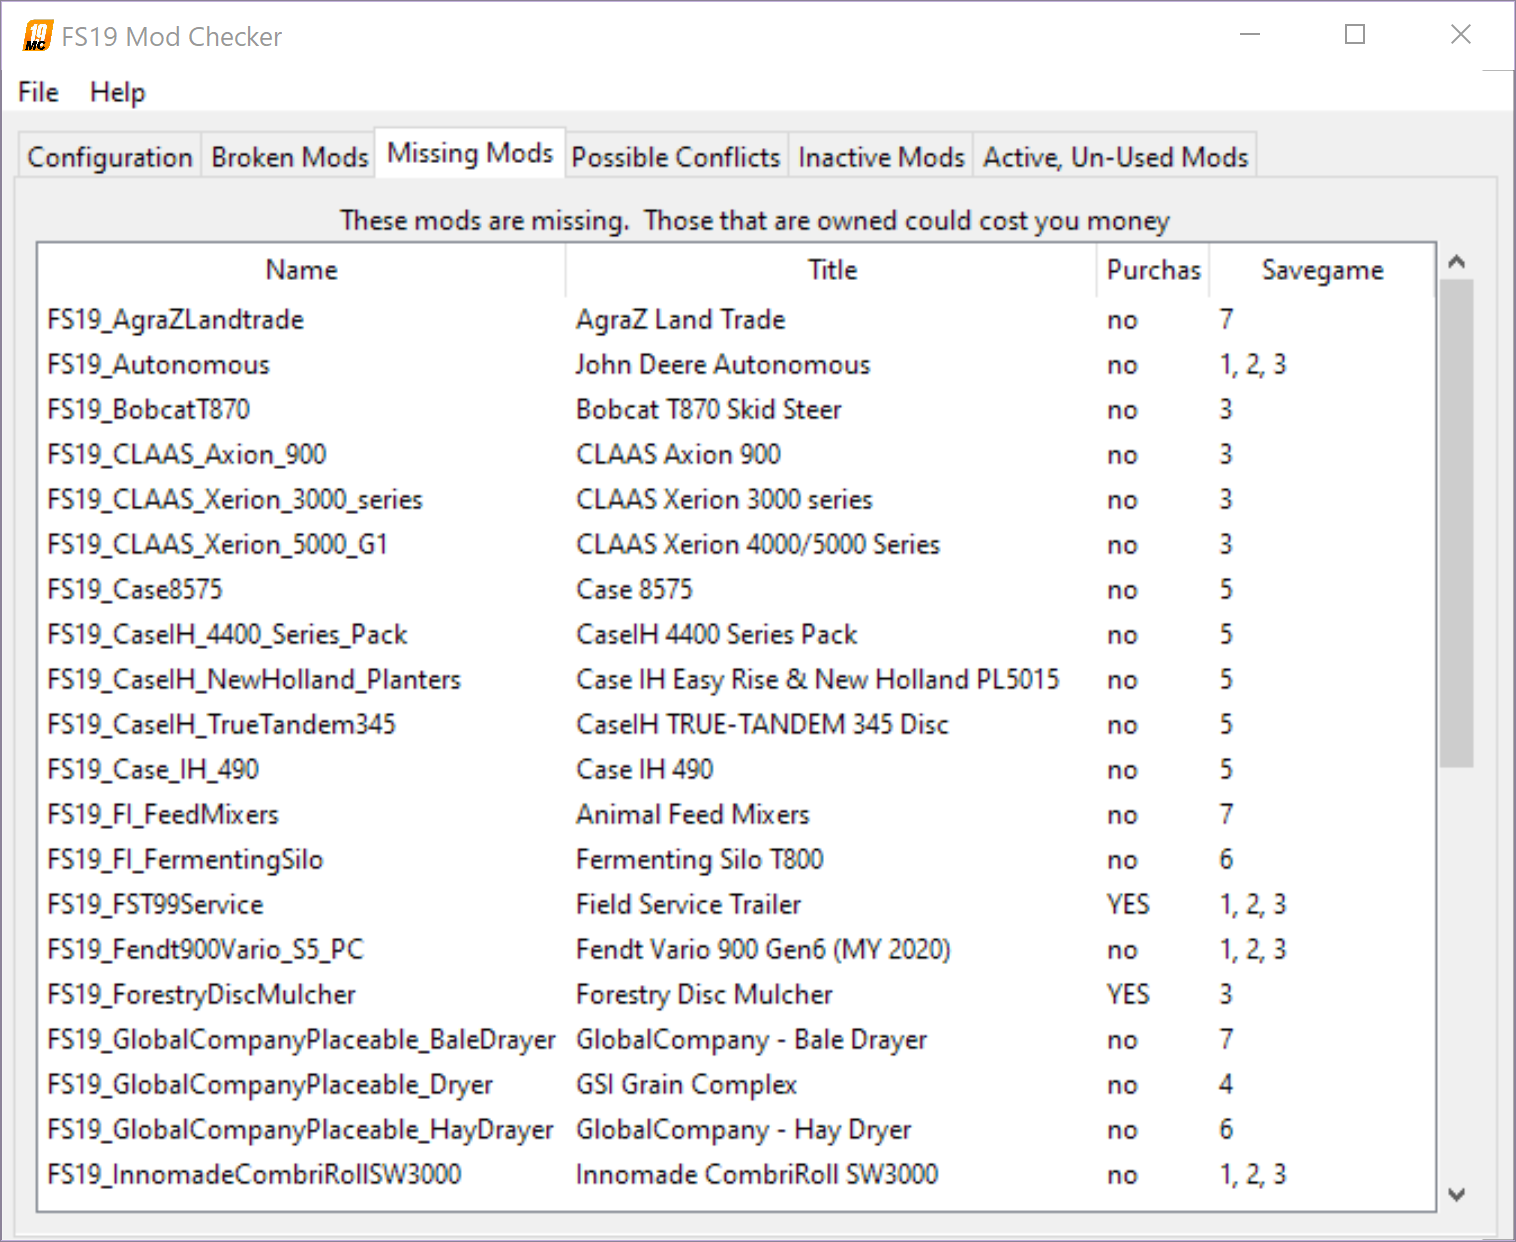 19 MC FS19 Mod Checker
File Help
Configuration Broken Mods Missing Mods Possible Conflicts Inactive Mods Active, Un-Used Mods
These mods are missing.  Those that are owned could cost you money
Name Title Purchas Savegame
FS19_AgraZLandtrade AgraZ Land Trade no 7
FS19_Autonomous John Deere Autonomous no 1, 2, 3
FS19_BobcatT870 Bobcat T870 Skid Steer no 3
FS19_CLAAS_Axion_900 CLAAS Axion 900 no 3
FS19_CLAAS_Xerion_3000_series CLAAS Xerion 3000 series no 3
FS19_CLAAS_Xerion_5000_G1 CLAAS Xerion 4000/5000 Series no 3
FS19_Case8575 Case 8575 no 5
FS19_CaseIH_4400_Series_Pack CaseIH 4400 Series Pack no 5
FS19_CaseIH_NewHolland_Planters Case IH Easy Rise & New Holland PL5015 no 5
FS19_CaseIH_TrueTandem345 CaseIH TRUE-TANDEM 345 Disc no 5
FS19_Case_IH_490 Case IH 490 no 5
FS19_FI_FeedMixers Animal Feed Mixers no 7
FS19_FI_FermentingSilo Fermenting Silo T800 no 6
FS19_FST99Service Field Service Trailer YES 1, 2, 3
FS19_Fendt900Vario_S5_PC Fendt Vario 900 Gen6 (MY 2020) no 1, 2, 3
FS19_ForestryDiscMulcher Forestry Disc Mulcher YES 3
FS19_GlobalCompanyPlaceable_BaleDrayer GlobalCompany - Bale Drayer no 7
FS19_GlobalCompanyPlaceable_Dryer GSI Grain Complex no 4
FS19_GlobalCompanyPlaceable_HayDrayer GlobalCompany - Hay Dryer no 6
FS19_InnomadeCombriRollSW3000 Innomade CombriRoll SW3000 no 1, 2, 3